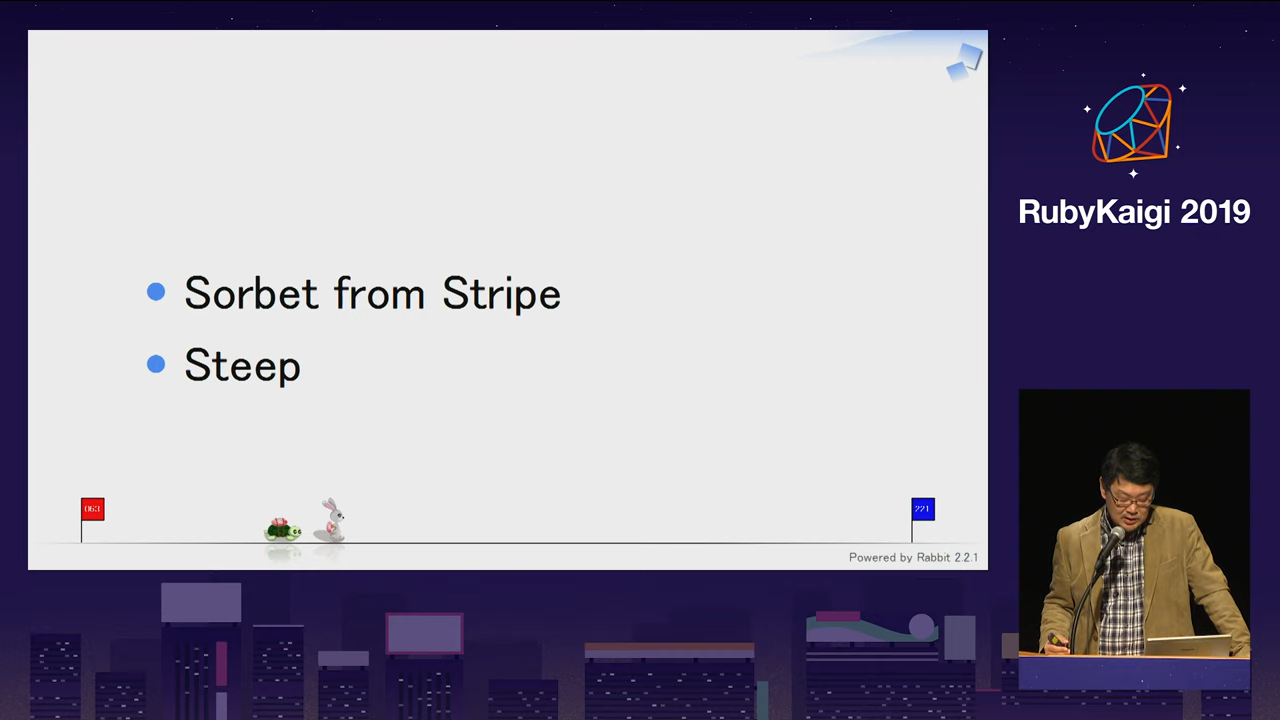 Sorbet from Stripe
Steep
063
221
Powered by Rabbit 2.2.1
RubyKaigi 2019